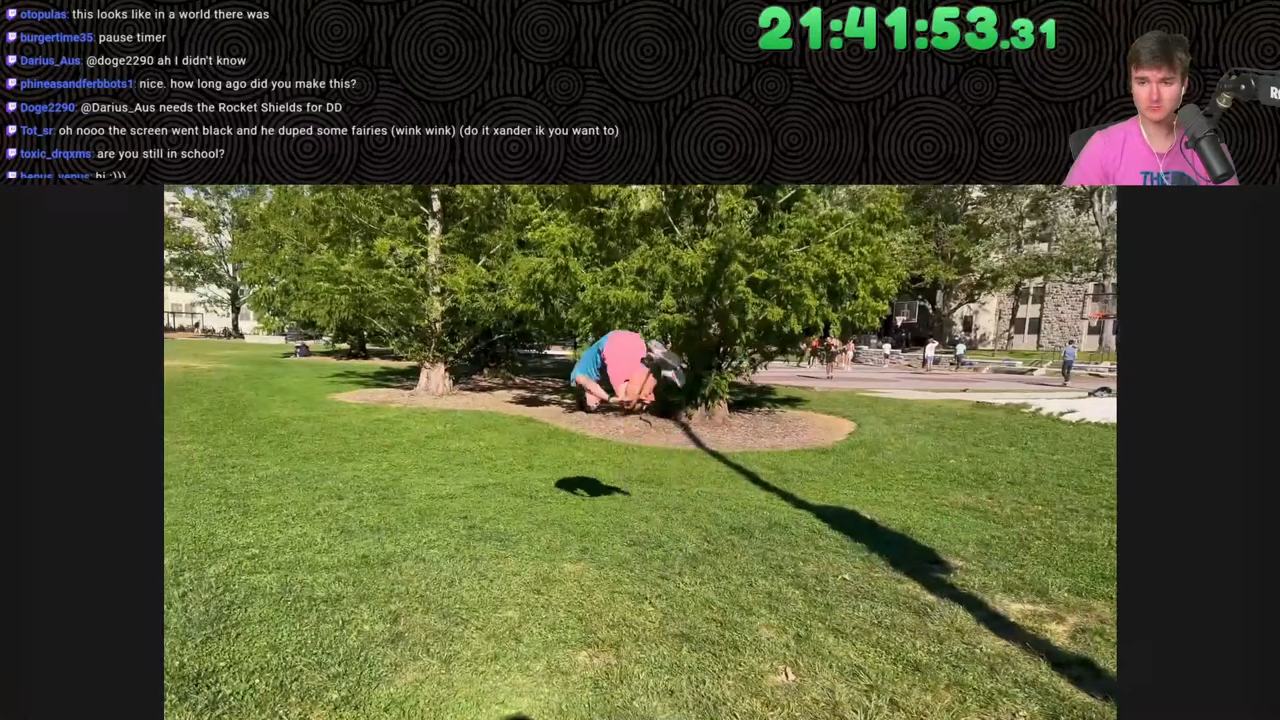 otopulas: this looks like in a world there was
burgertime35: pause timer
Darius_Aus: @doge2290 ah I didn't know
phineasandferbbots1: nice. how long ago did you make this?
Doge2290: @Darius_Aus needs the Rocket Shields for DD
Tot_sr: oh nooo the screen went black and he duped some fairies (wink wink) (do it xander ik you want to)
toxic_drqxms: are you still in school?
hi :)))
21:41:53.31
THE